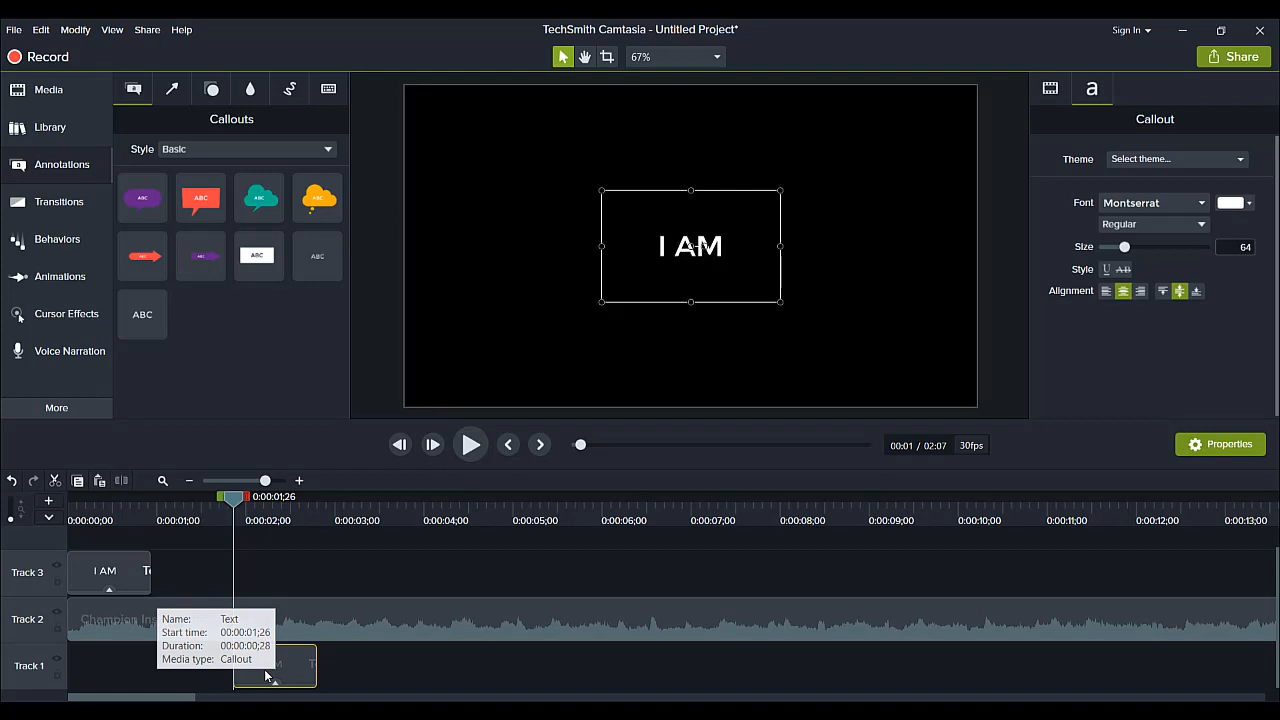 TechSmith Camtasia - Untitled Project*
File Edit Modify View Share Help
Sign In
Record
67%
Share
Media
Library
Annotations
Transitions
Behaviors
Animations
Cursor Effects
Voice Narration
More
Callouts
Style Basic
ABC ABC ABC ABC
ABC ABC ABC ABC
ABC
I AM
a
Callout
Theme Select theme...
Font Montserrat
Regular
Size 64
Style U AB
Alignment
00:01 / 02:07 30fps
Properties
0:00:01;26
0:00:00;00 0:00:01;00 0:00:02;00 0:00:03;00 0:00:04;00 0:00:05;00 0:00:06;00 0:00:07;00 0:00:08;00 0:00:09;00 0:00:10;00 0:00:11;00 0:00:12;00 0:00:13;00
Track 3
I AM
Track 2
Track 1
Name: Text
Start time: 00:00:01;26
Duration: 00:00:00;28
Media type: Callout